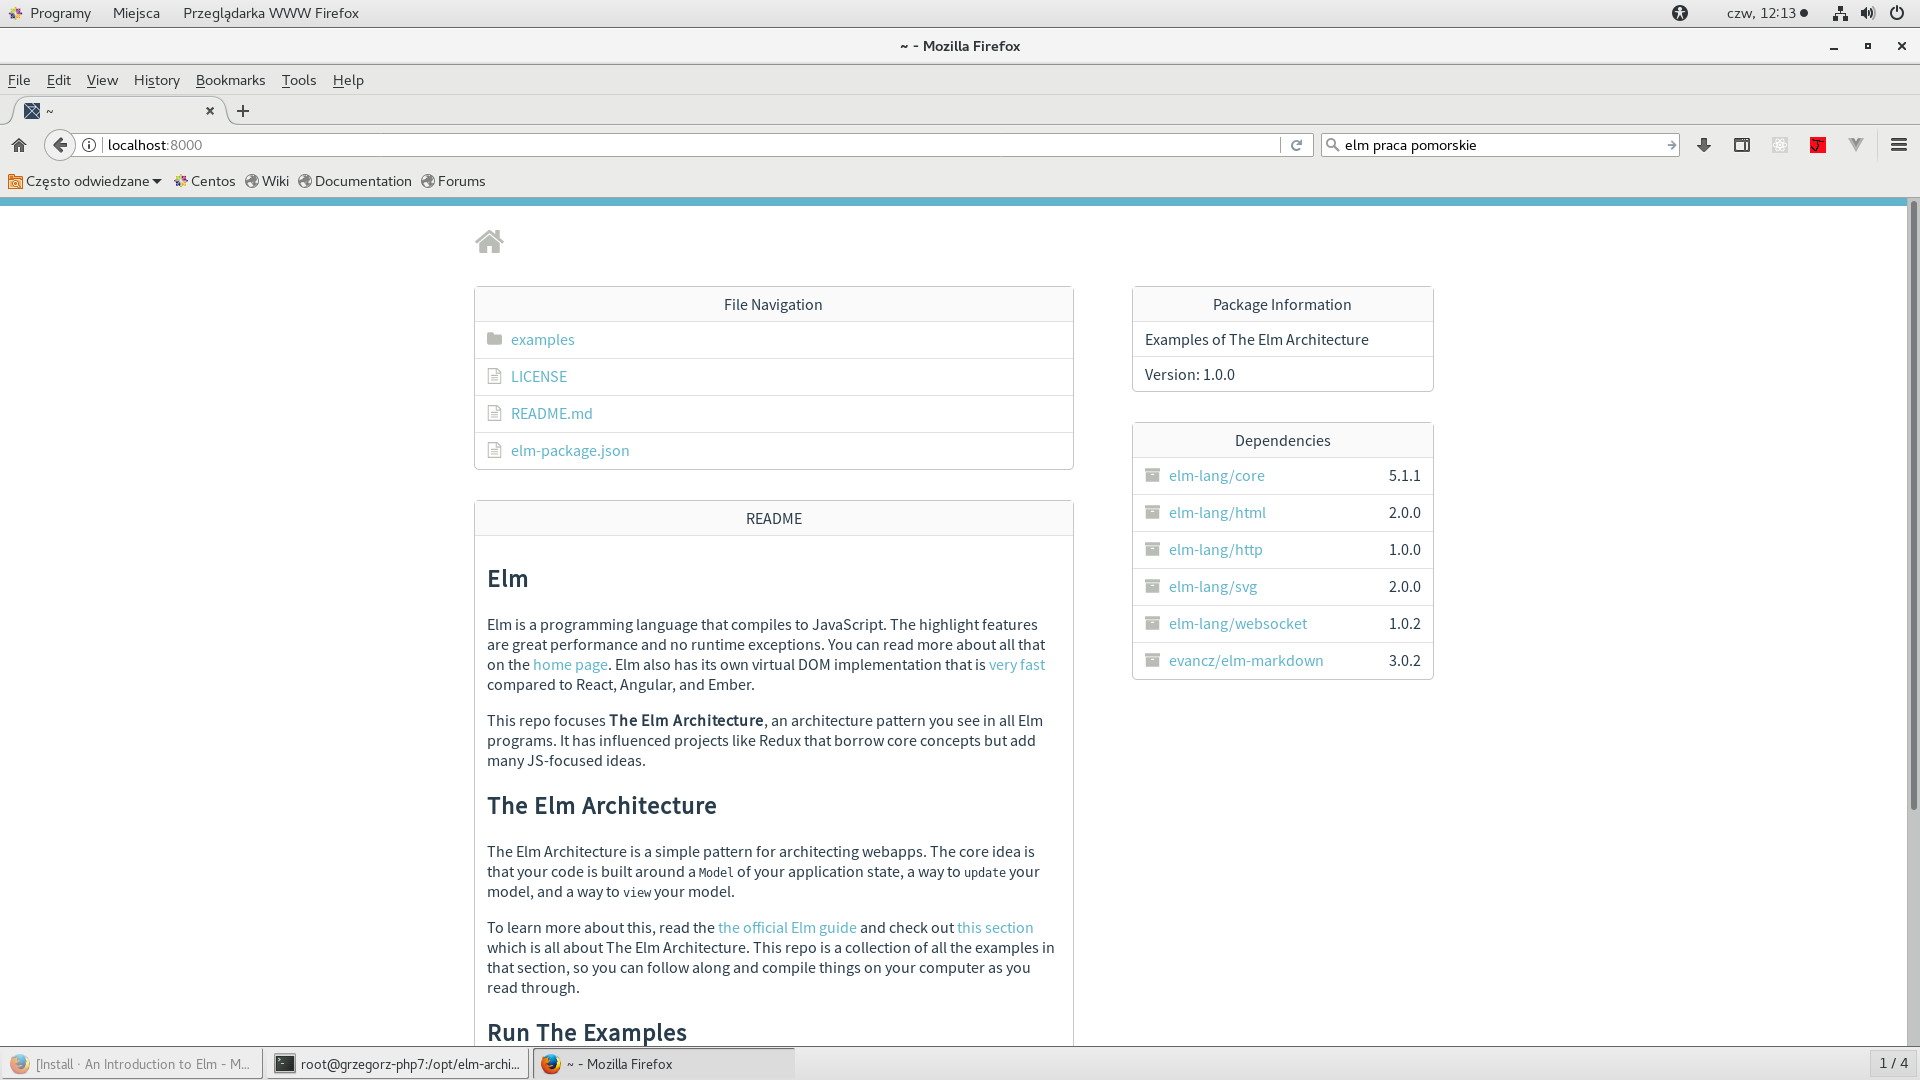 Programy Miejsca Przeglądarka WWW Firefox czw, 12:13
~ - Mozilla Firefox
File Edit View History Bookmarks Tools Help
~
localhost:8000 elm praca pomorskie
Często odwiedzane Centos Wiki Documentation Forums
File Navigation
examples
LICENSE
README.md
elm-package.json
Package Information
Examples of The Elm Architecture
Version: 1.0.0
Dependencies
elm-lang/core 5.1.1
elm-lang/html 2.0.0
elm-lang/http 1.0.0
elm-lang/svg 2.0.0
elm-lang/websocket 1.0.2
evancz/elm-markdown 3.0.2
README
Elm
Elm is a programming language that compiles to JavaScript. The highlight features
are great performance and no runtime exceptions. You can read more about all that
on the home page. Elm also has its own virtual DOM implementation that is very fast
compared to React, Angular, and Ember.
This repo focuses The Elm Architecture, an architecture pattern you see in all Elm
programs. It has influenced projects like Redux that borrow core concepts but add
many JS-focused ideas.
The Elm Architecture
The Elm Architecture is a simple pattern for architecting webapps. The core idea is
that your code is built around a Model of your application state, a way to update your
model, and a way to view your model.
To learn more about this, read the the official Elm guide and check out this section
which is all about The Elm Architecture. This repo is a collection of all the examples in
that section, so you can follow along and compile things on your computer as you
read through.
Run The Examples
[Install · An Introduction to Elm - M... root@grzegorz-php7:/opt/elm-archi... ~ - Mozilla Firefox 1 / 4